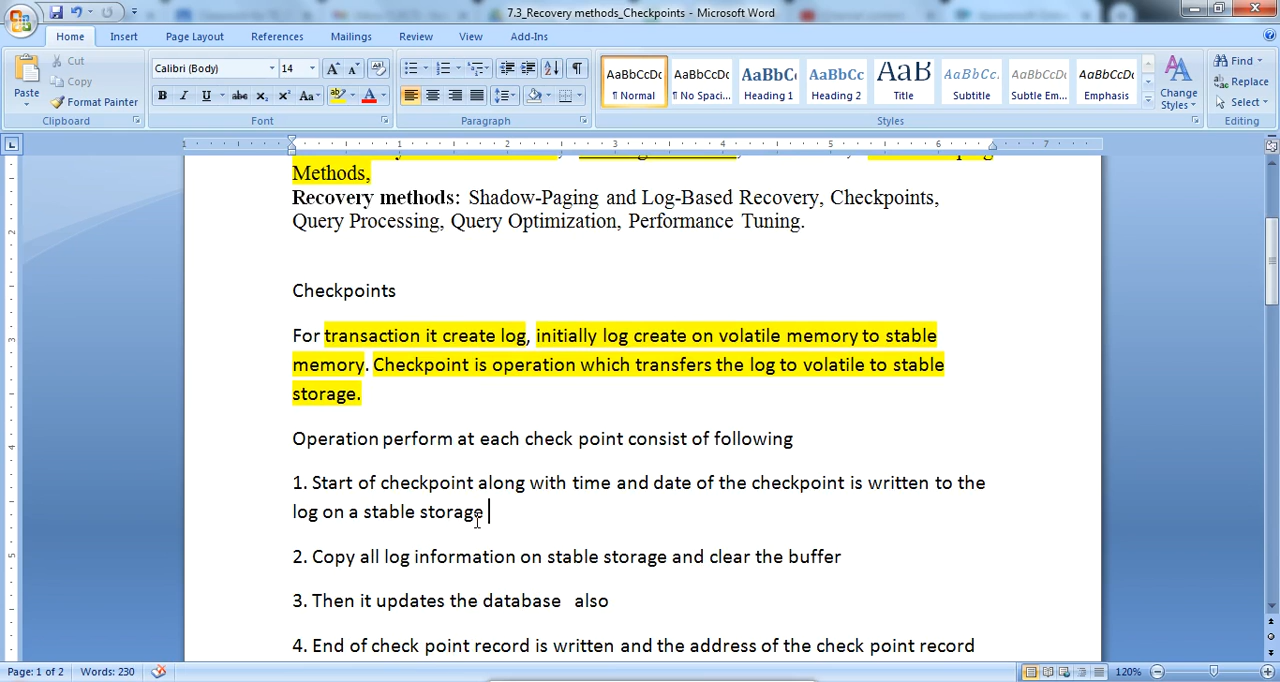 7.3_Recovery methods_Checkpoints - Microsoft Word
Home Insert Page Layout References Mailings Review View Add-Ins
Paste
Cut
Copy
Format Painter
Clipboard
Calibri (Body) 14
Font
Paragraph
AaBbCcDc AaBbCcDc AaBbCc AaBbCc AaB AaBbCc. AaBbCcDc AaBbCcDc
¶ Normal ¶ No Spaci... Heading 1 Heading 2 Title Subtitle Subtle Em... Emphasis
Change Styles
Styles
Find
Replace
Select
Editing
Methods,
Recovery methods: Shadow-Paging and Log-Based Recovery, Checkpoints,
Query Processing, Query Optimization, Performance Tuning.
Checkpoints
For transaction it create log, initially log create on volatile memory to stable
memory. Checkpoint is operation which transfers the log to volatile to stable
storage.
Operation perform at each check point consist of following
1. Start of checkpoint along with time and date of the checkpoint is written to the
log on a stable storage
2. Copy all log information on stable storage and clear the buffer
3. Then it updates the database also
4. End of check point record is written and the address of the check point record
Page: 1 of 2 Words: 230 120%